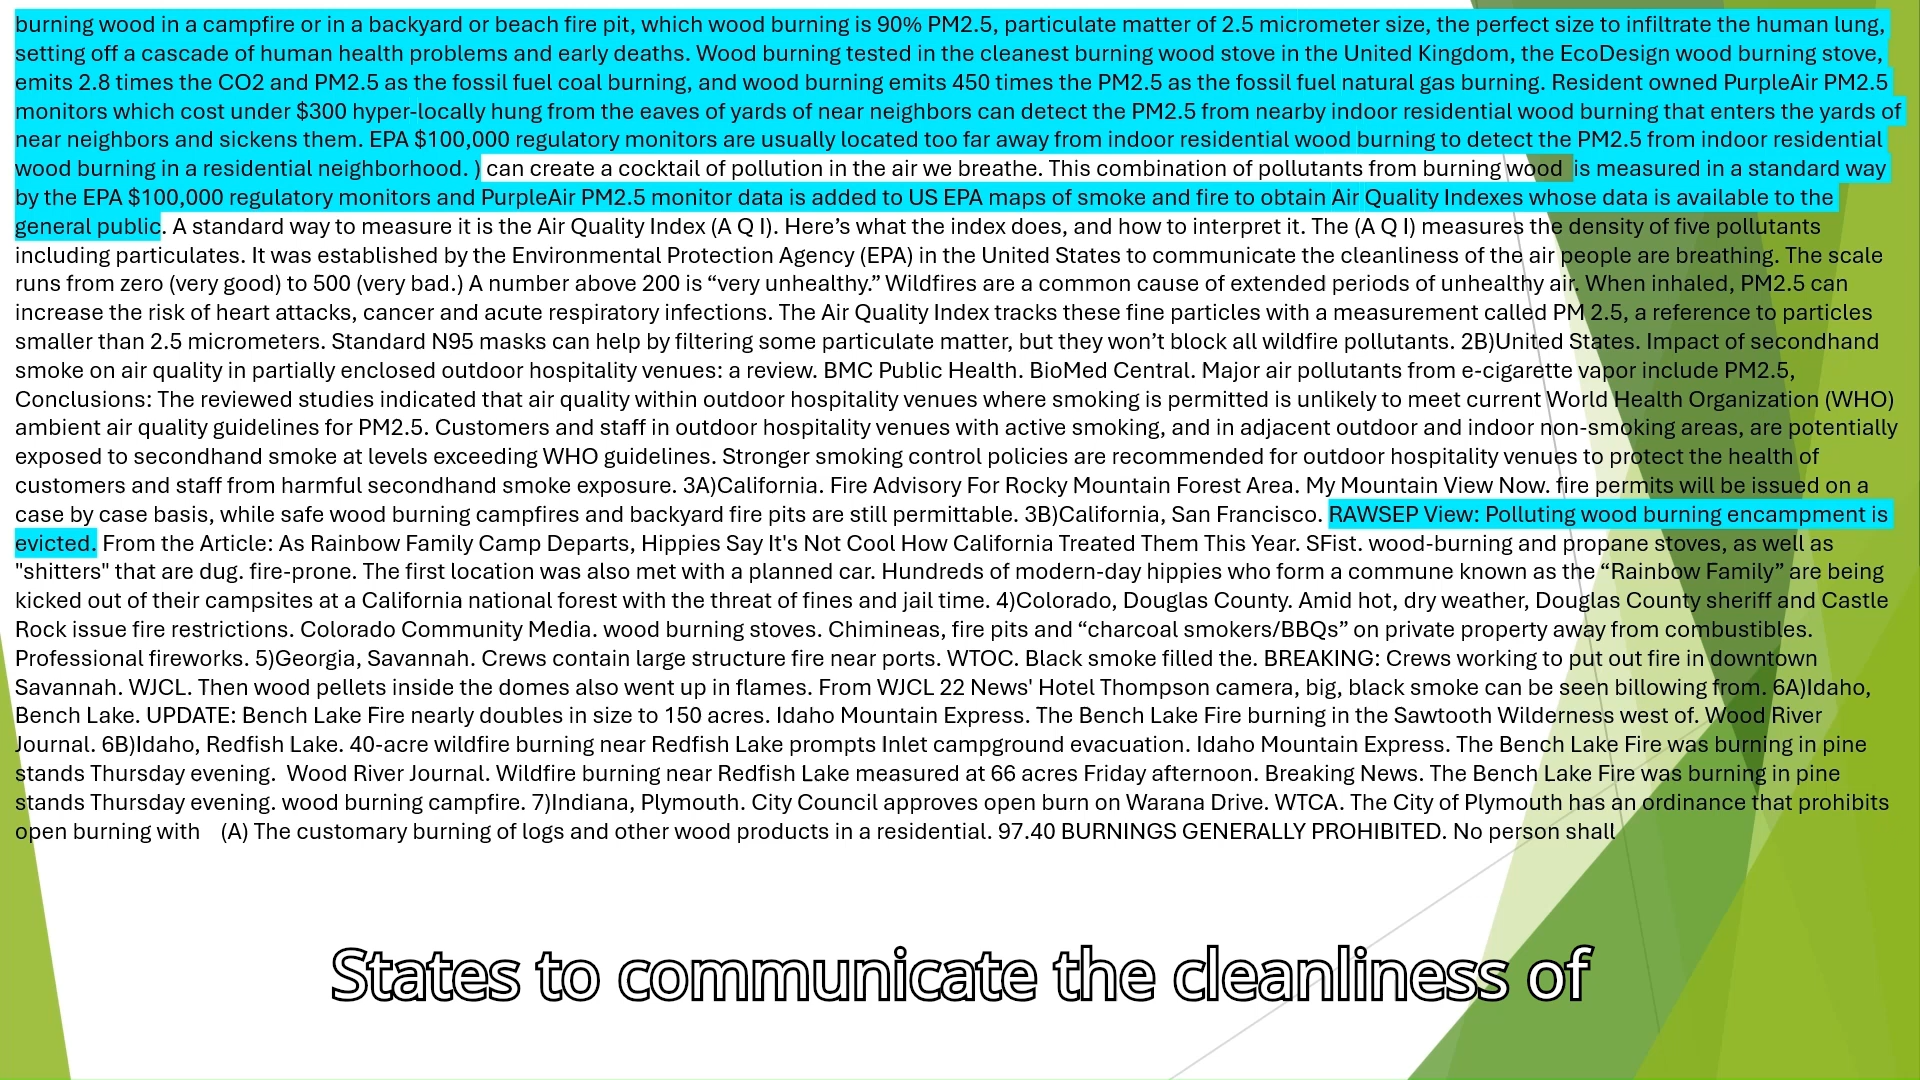 burning wood in a campfire or in a backyard or beach fire pit, which wood burning is 90% PM2.5, particulate matter of 2.5 micrometer size, the perfect size to infiltrate the human lung,
setting off a cascade of human health problems and early deaths. Wood burning tested in the cleanest burning wood stove in the United Kingdom, the EcoDesign wood burning stove,
emits 2.8 times the CO2 and PM2.5 as the fossil fuel coal burning, and wood burning emits 450 times the PM2.5 as the fossil fuel natural gas burning. Resident owned PurpleAir PM2.5
monitors which cost under $300 hyper-locally hung from the eaves of yards of near neighbors can detect the PM2.5 from nearby indoor residential wood burning that enters the yards of
near neighbors and sickens them. EPA $100,000 regulatory monitors are usually located too far away from indoor residential wood burning to detect the PM2.5 from indoor residential
wood burning in a residential neighborhood. ) can create a cocktail of pollution in the air we breathe. This combination of pollutants from burning wood is measured in a standard way
by the EPA $100,000 regulatory monitors and PurpleAir PM2.5 monitor data is added to US EPA maps of smoke and fire to obtain Air Quality Indexes whose data is available to the
general public. A standard way to measure it is the Air Quality Index (A Q I). Here’s what the index does, and how to interpret it. The (A Q I) measures the density of five pollutants
including particulates. It was established by the Environmental Protection Agency (EPA) in the United States to communicate the cleanliness of the air people are breathing. The scale
runs from zero (very good) to 500 (very bad.) A number above 200 is “very unhealthy.” Wildfires are a common cause of extended periods of unhealthy air. When inhaled, PM2.5 can
increase the risk of heart attacks, cancer and acute respiratory infections. The Air Quality Index tracks these fine particles with a measurement called PM 2.5, a reference to particles
smaller than 2.5 micrometers. Standard N95 masks can help by filtering some particulate matter, but they won’t block all wildfire pollutants. 2B)United States. Impact of secondhand
smoke on air quality in partially enclosed outdoor hospitality venues: a review. BMC Public Health. BioMed Central. Major air pollutants from e-cigarette vapor include PM2.5,
Conclusions: The reviewed studies indicated that air quality within outdoor hospitality venues where smoking is permitted is unlikely to meet current World Health Organization (WHO)
ambient air quality guidelines for PM2.5. Customers and staff in outdoor hospitality venues with active smoking, and in adjacent outdoor and indoor non-smoking areas, are potentially
exposed to secondhand smoke at levels exceeding WHO guidelines. Stronger smoking control policies are recommended for outdoor hospitality venues to protect the health of
customers and staff from harmful secondhand smoke exposure. 3A)California. Fire Advisory For Rocky Mountain Forest Area. My Mountain View Now. fire permits will be issued on a
case by case basis, while safe wood burning campfires and backyard fire pits are still permittable. 3B)California, San Francisco. RAWSEP View: Polluting wood burning encampment is
evicted. From the Article: As Rainbow Family Camp Departs, Hippies Say It's Not Cool How California Treated Them This Year. SFist. wood-burning and propane stoves, as well as
"shitters" that are dug. fire-prone. The first location was also met with a planned car. Hundreds of modern-day hippies who form a commune known as the “Rainbow Family” are being
kicked out of their campsites at a California national forest with the threat of fines and jail time. 4)Colorado, Douglas County. Amid hot, dry weather, Douglas County sheriff and Castle
Rock issue fire restrictions. Colorado Community Media. wood burning stoves. Chimineas, fire pits and “charcoal smokers/BBQs” on private property away from combustibles.
Professional fireworks. 5)Georgia, Savannah. Crews contain large structure fire near ports. WTOC. Black smoke filled the. BREAKING: Crews working to put out fire in downtown
Savannah. WJCL. Then wood pellets inside the domes also went up in flames. From WJCL 22 News' Hotel Thompson camera, big, black smoke can be seen billowing from. 6A)Idaho,
Bench Lake. UPDATE: Bench Lake Fire nearly doubles in size to 150 acres. Idaho Mountain Express. The Bench Lake Fire burning in the Sawtooth Wilderness west of. Wood River
Journal. 6B)Idaho, Redfish Lake. 40-acre wildfire burning near Redfish Lake prompts Inlet campground evacuation. Idaho Mountain Express. The Bench Lake Fire was burning in pine
stands Thursday evening. Wood River Journal. Wildfire burning near Redfish Lake measured at 66 acres Friday afternoon. Breaking News. The Bench Lake Fire was burning in pine
stands Thursday evening. wood burning campfire. 7)Indiana, Plymouth. City Council approves open burn on Warana Drive. WTCA. The City of Plymouth has an ordinance that prohibits
open burning with (A) The customary burning of logs and other wood products in a residential. 97.40 BURNINGS GENERALLY PROHIBITED. No person shall
States to communicate the cleanliness of